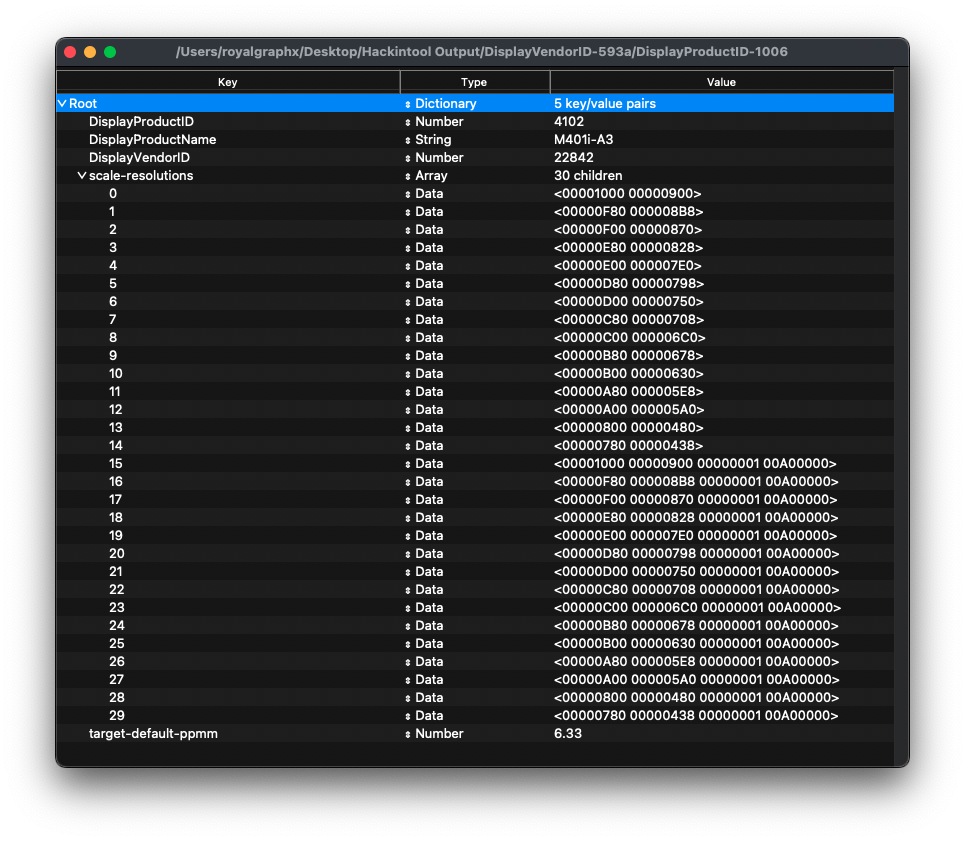 /Users/royalgraphx/Desktop/Hackintool Output/DisplayVendorID-593a/DisplayProductID-1006
Key Type Value
Root Dictionary 5 key/value pairs
DisplayProductID Number 4102
DisplayProductName String M401i-A3
DisplayVendorID Number 22842
scale-resolutions Array 30 children
0 Data <00001000 00000900>
1 Data <00000F80 000008B8>
2 Data <00000F00 00000870>
3 Data <00000E80 00000828>
4 Data <00000E00 000007E0>
5 Data <00000D80 00000798>
6 Data <00000D00 00000750>
7 Data <00000C80 00000708>
8 Data <00000C00 000006C0>
9 Data <00000B80 00000678>
10 Data <00000B00 00000630>
11 Data <00000A80 000005E8>
12 Data <00000A00 000005A0>
13 Data <00000800 00000480>
14 Data <00000780 00000438>
15 Data <00001000 00000900 00000001 00A00000>
16 Data <00000F80 000008B8 00000001 00A00000>
17 Data <00000F00 00000870 00000001 00A00000>
18 Data <00000E80 00000828 00000001 00A00000>
19 Data <00000E00 000007E0 00000001 00A00000>
20 Data <00000D80 00000798 00000001 00A00000>
21 Data <00000D00 00000750 00000001 00A00000>
22 Data <00000C80 00000708 00000001 00A00000>
23 Data <00000C00 000006C0 00000001 00A00000>
24 Data <00000B80 00000678 00000001 00A00000>
25 Data <00000B00 00000630 00000001 00A00000>
26 Data <00000A80 000005E8 00000001 00A00000>
27 Data <00000A00 000005A0 00000001 00A00000>
28 Data <00000800 00000480 00000001 00A00000>
29 Data <00000780 00000438 00000001 00A00000>
target-default-ppmm Number 6.33